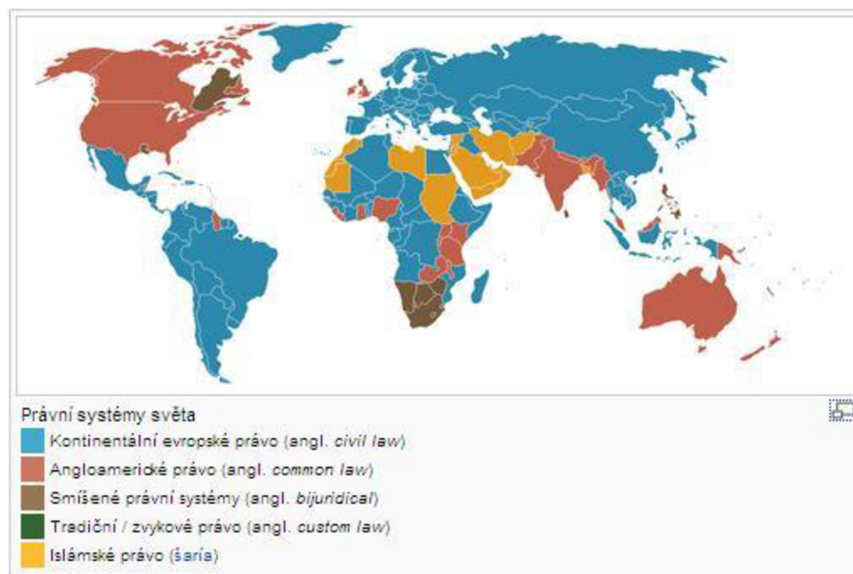 Právní systémy světa
Kontinentální evropské právo (angl. civil law)
Angloamerické právo (angl. common law)
Smíšené právní systémy (angl. bijuridical)
Tradiční / zvykové právo (angl. custom law)
Islámské právo (šaría)